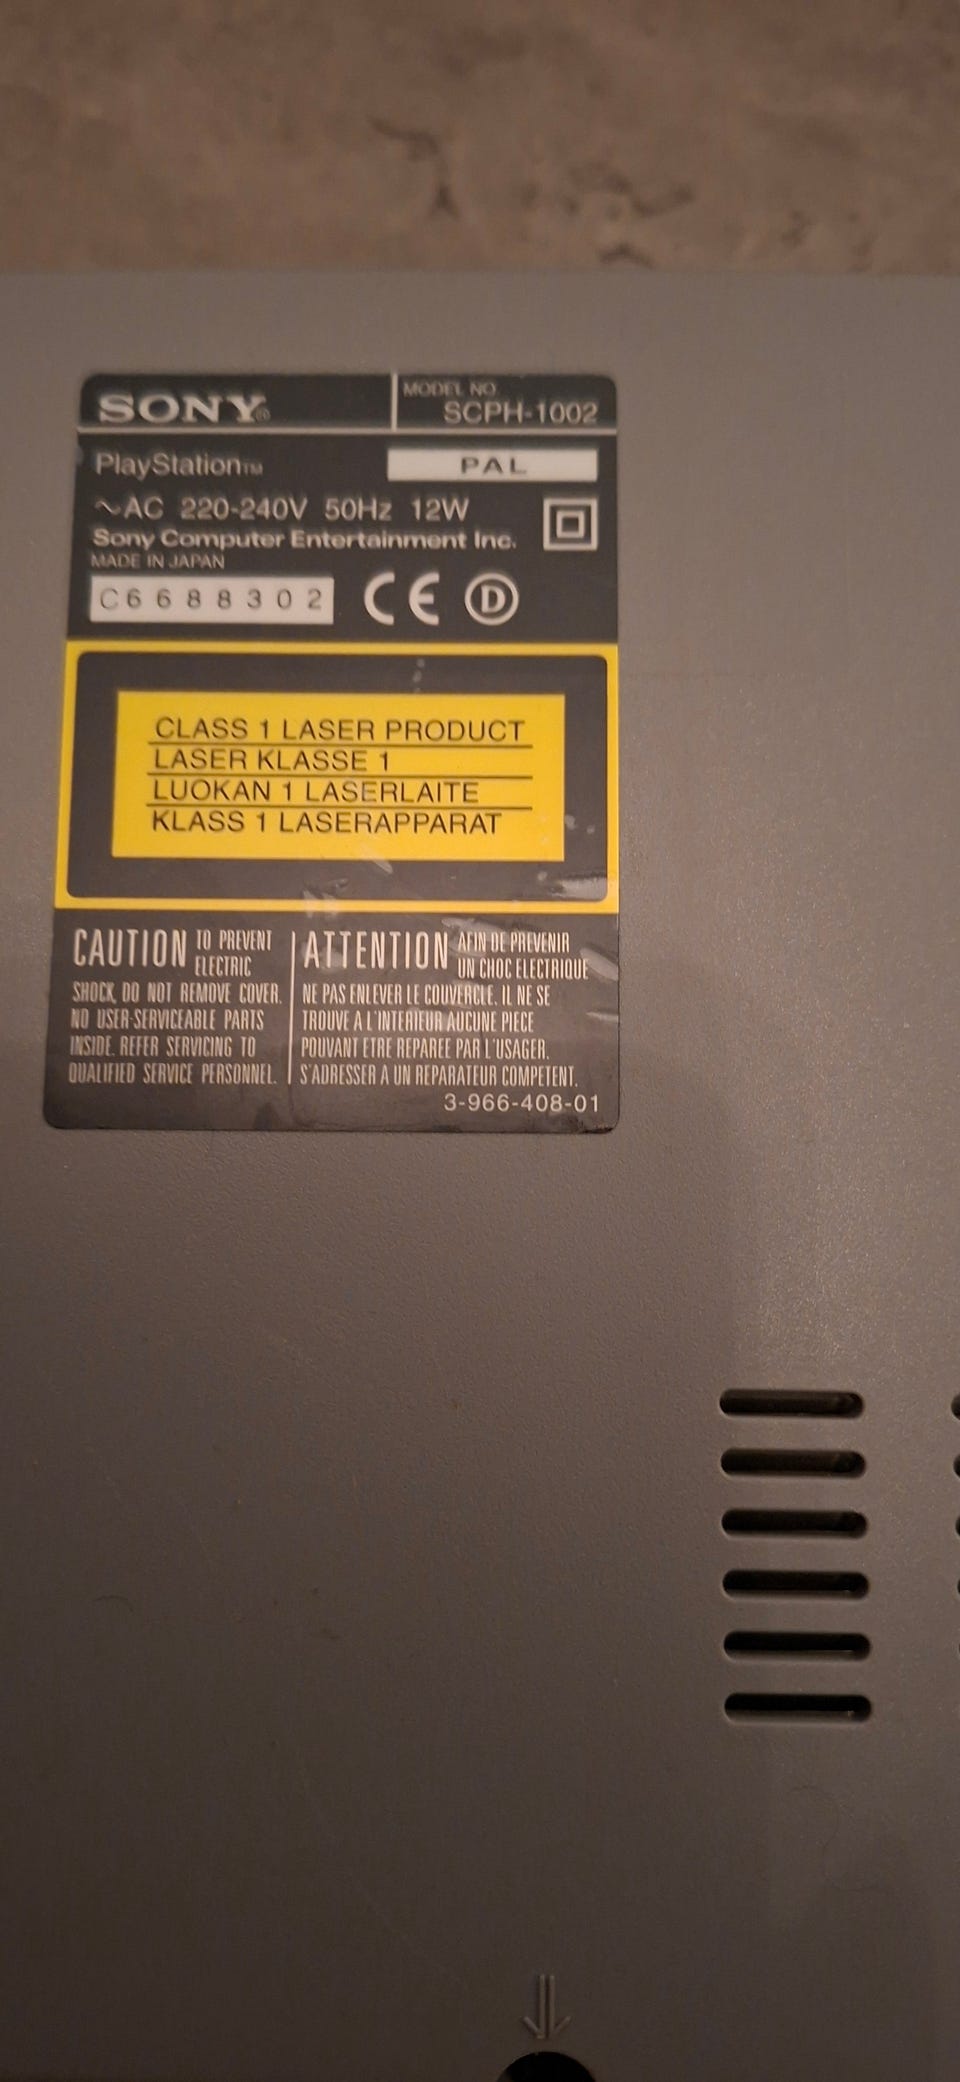 SONY®
MODEL NO.
SCPH-1002
PlayStation™
PAL
~AC 220-240V 50Hz 12W
Sony Computer Entertainment Inc.
MADE IN JAPAN
C6688302
CE D
CLASS 1 LASER PRODUCT
LASER KLASSE 1
LUOKAN 1 LASERLAITE
KLASS 1 LASERAPPARAT
CAUTION TO PREVENT
ELECTRIC
SHOCK, DO NOT REMOVE COVER.
NO USER-SERVICEABLE PARTS
INSIDE. REFER SERVICING TO
QUALIFIED SERVICE PERSONNEL.
ATTENTION AFIN DE PREVENIR
UN CHOC ELECTRIQUE
NE PAS ENLEVER LE COUVERCLE. IL NE SE
TROUVE A L'INTERIEUR AUCUNE PIECE
POUVANT ETRE REPAREE PAR L'USAGER.
S'ADRESSER A UN REPARATEUR COMPETENT.
3-966-408-01